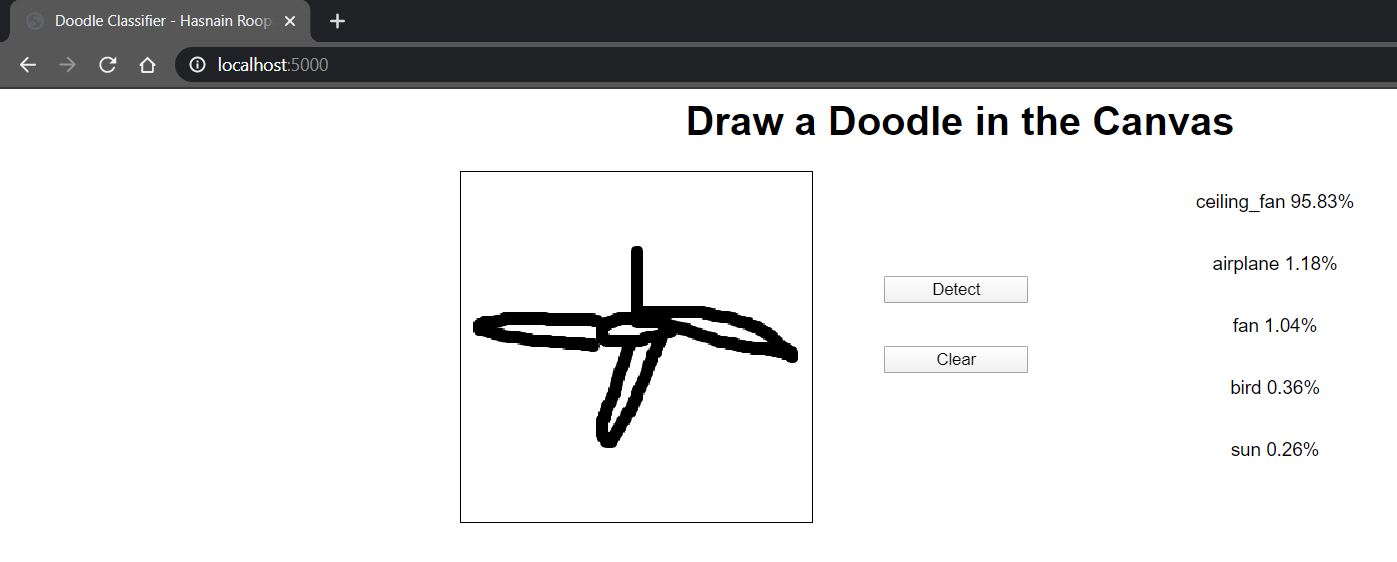 Doodle Classifier - Hasnain Roop
localhost:5000
Draw a Doodle in the Canvas
Detect
Clear
ceiling_fan 95.83%
airplane 1.18%
fan 1.04%
bird 0.36%
sun 0.26%